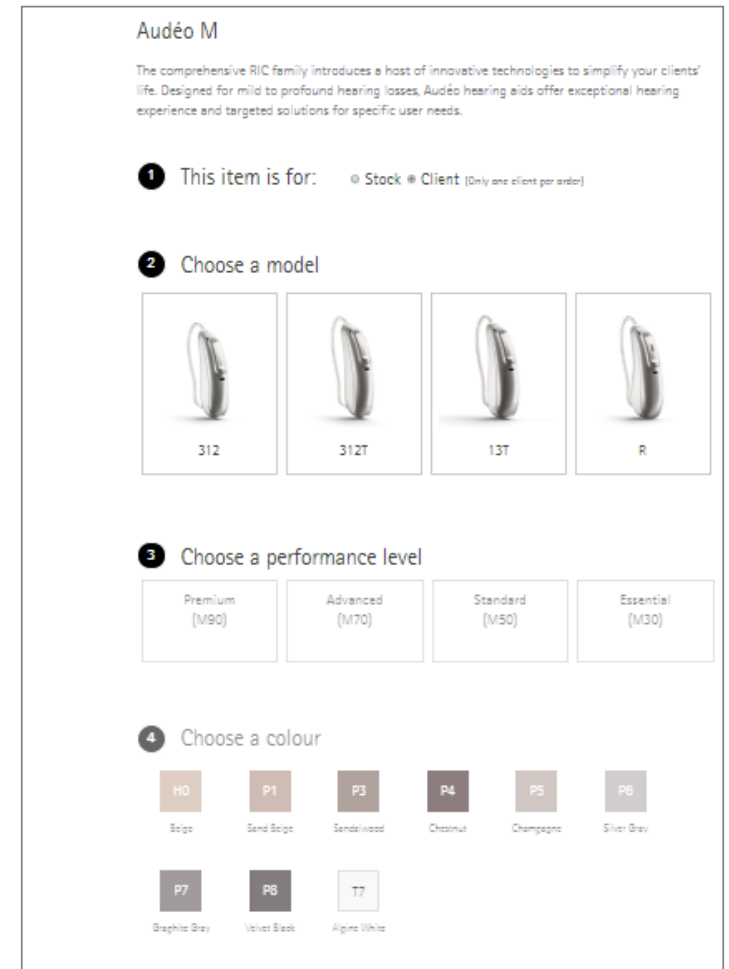 Audéo M
The comprehensive RIC family introduces a host of innovative technologies to simplify your clients'
life. Designed for mild to profound hearing losses, Audéo hearing aids offer exceptional hearing
experience and targeted solutions for specific user needs.
1 This item is for: Stock Client (Only one client per order)
2 Choose a model
312 312T 13T R
3 Choose a performance level
Premium Advanced Standard Essential
(M90) (M70) (M50) (M30)
4 Choose a colour
H0 P1 P3 P4 P5 P6
Beige Sand Beige Sandalwood Chestnut Champagne Silver Gray
P7 P8 T7
Graphite Gray Velvet Black Alpine White